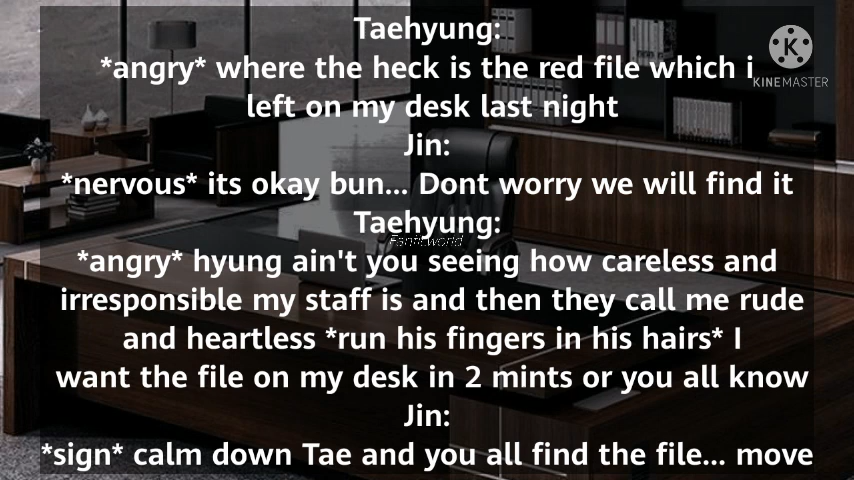 Taehyung:
*angry* where the heck is the red file which i
left on my desk last night
Jin:
*nervous* its okay bun... Dont worry we will find it
Taehyung:
*angry* hyung ain't you seeing how careless and
irresponsible my staff is and then they call me rude
and heartless *run his fingers in his hairs* I
want the file on my desk in 2 mints or you all know
Jin:
*sign* calm down Tae and you all find the file... move
K
KINEMASTER
Fanficworld